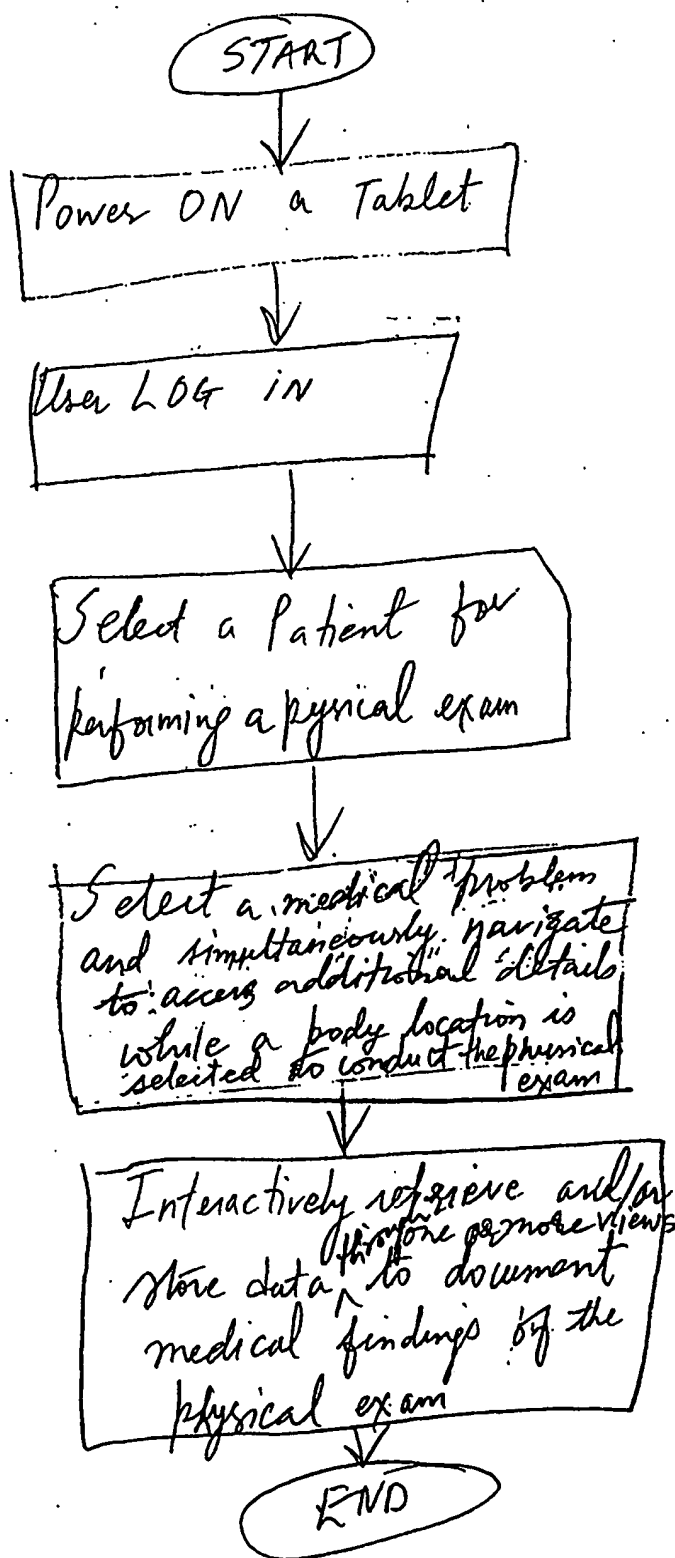 START
Power ON a Tablet
User LOG iN
Select a Patient for
performing a pysical exam
Select a medical problem
and simultaneously navigate
to access additional details
while a body location is
selected to conduct the physical
exam
Interactively retrieve and/or
through one or more views
store data ^ to document
medical findings of the
physical exam
END